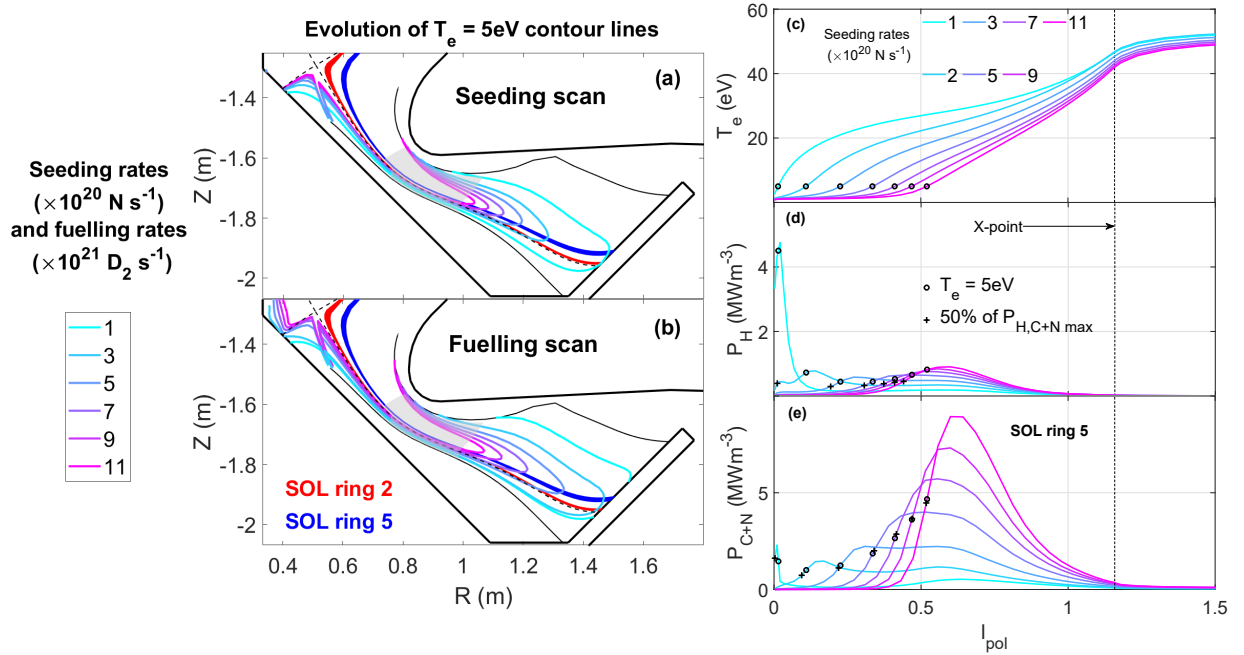 Evolution of T_e = 5eV contour lines
(a)
Seeding scan
-1.4
-1.6
-1.8
-2
Z (m)
Seeding rates
(×10^20 N s^-1)
and fuelling rates
(×10^21 D_2 s^-1)
1
3
5
7
9
11
(b)
Fuelling scan
-1.4
-1.6
-1.8
-2
Z (m)
SOL ring 2
SOL ring 5
0.4
0.6
0.8
1
1.2
1.4
1.6
R (m)
(c)
Seeding rates
(×10^20 N s^-1)
1 3 7 11
2 5 9
60
40
20
T_e (eV)
(d)
X-point
T_e = 5eV
50% of P_H,C+N max
4
2
P_H (MWm^-3)
(e)
SOL ring 5
5
0
P_C+N (MWm^-3)
0
0.5
1
1.5
l_pol